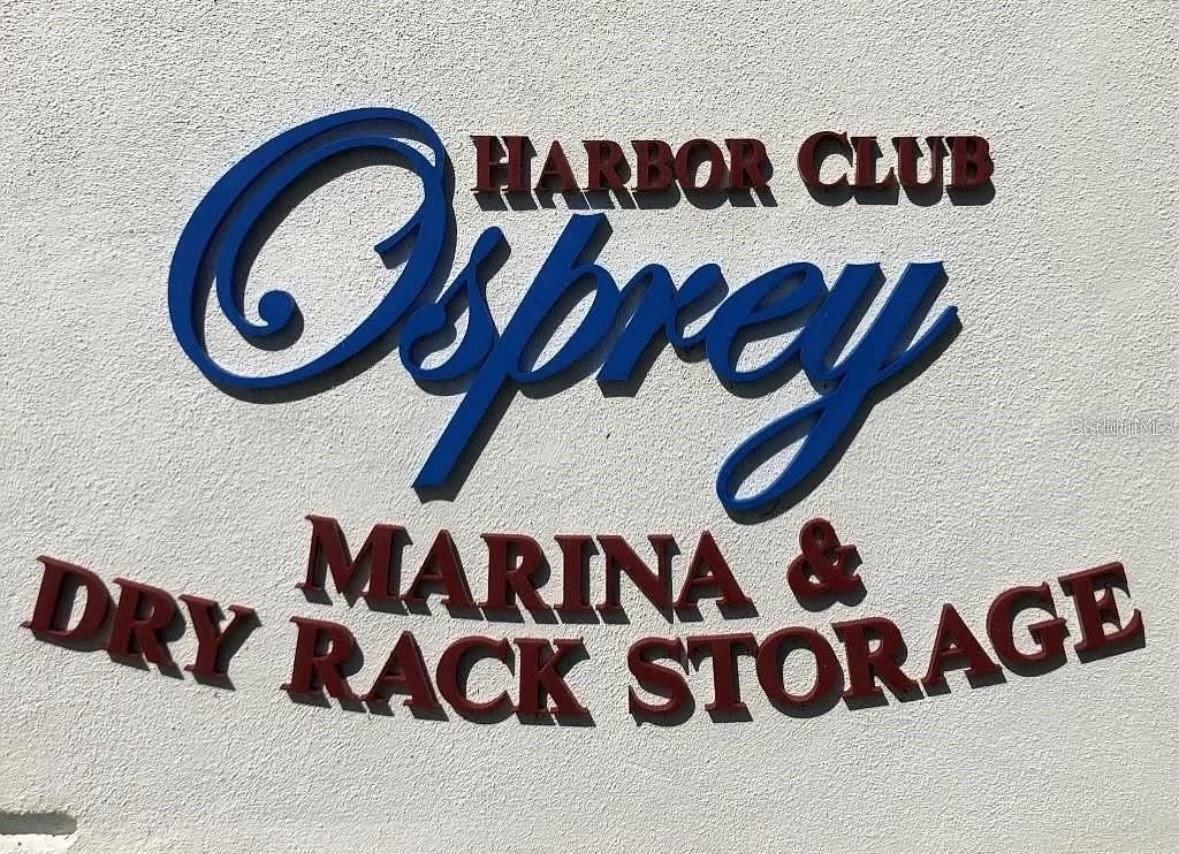 HARBOR CLUB
Osprey
MARINA &
DRY RACK STORAGE